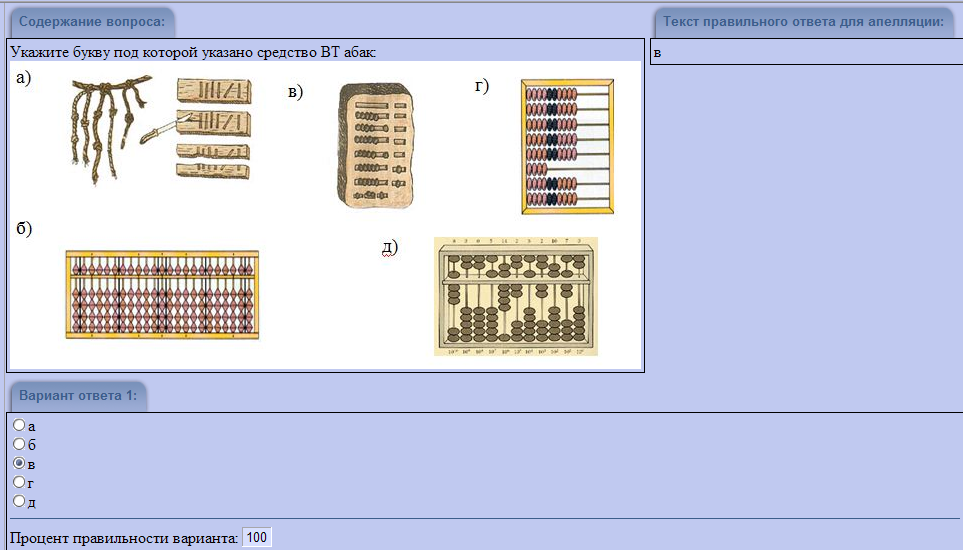 Содержание вопроса:
Текст правильного ответа для апелляции:
Укажите букву под которой указано средство ВТ абак:
в
а)
в)
г)
б)
д)
Вариант ответа 1:
а
б
в
г
д
Процент правильности варианта: 100